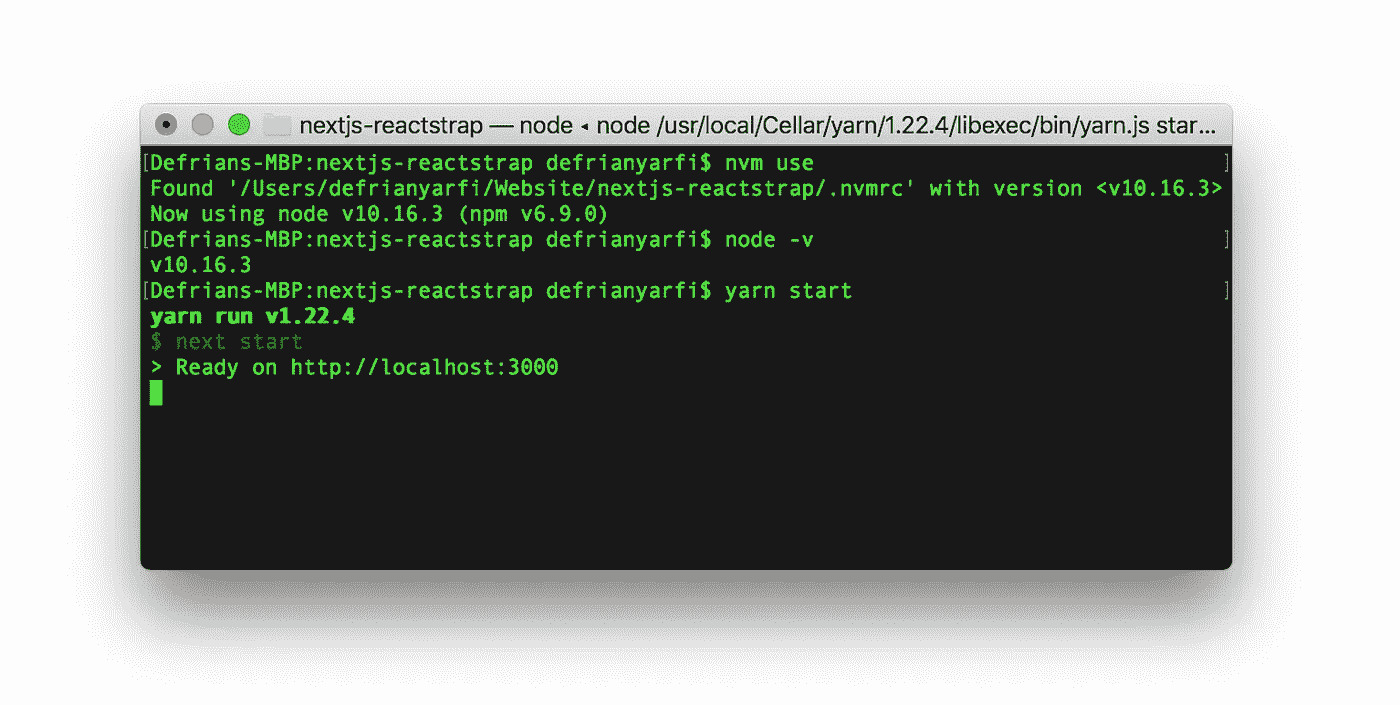 nextjs-reactstrap — node ◂ node /usr/local/Cellar/yarn/1.22.4/libexec/bin/yarn.js star...
[Defrians-MBP:nextjs-reactstrap defrianyarfi$ nvm use ]
Found '/Users/defrianyarfi/Website/nextjs-reactstrap/.nvmrc' with version <v10.16.3>
Now using node v10.16.3 (npm v6.9.0)
[Defrians-MBP:nextjs-reactstrap defrianyarfi$ node -v ]
v10.16.3
[Defrians-MBP:nextjs-reactstrap defrianyarfi$ yarn start ]
yarn run v1.22.4
$ next start
> Ready on http://localhost:3000